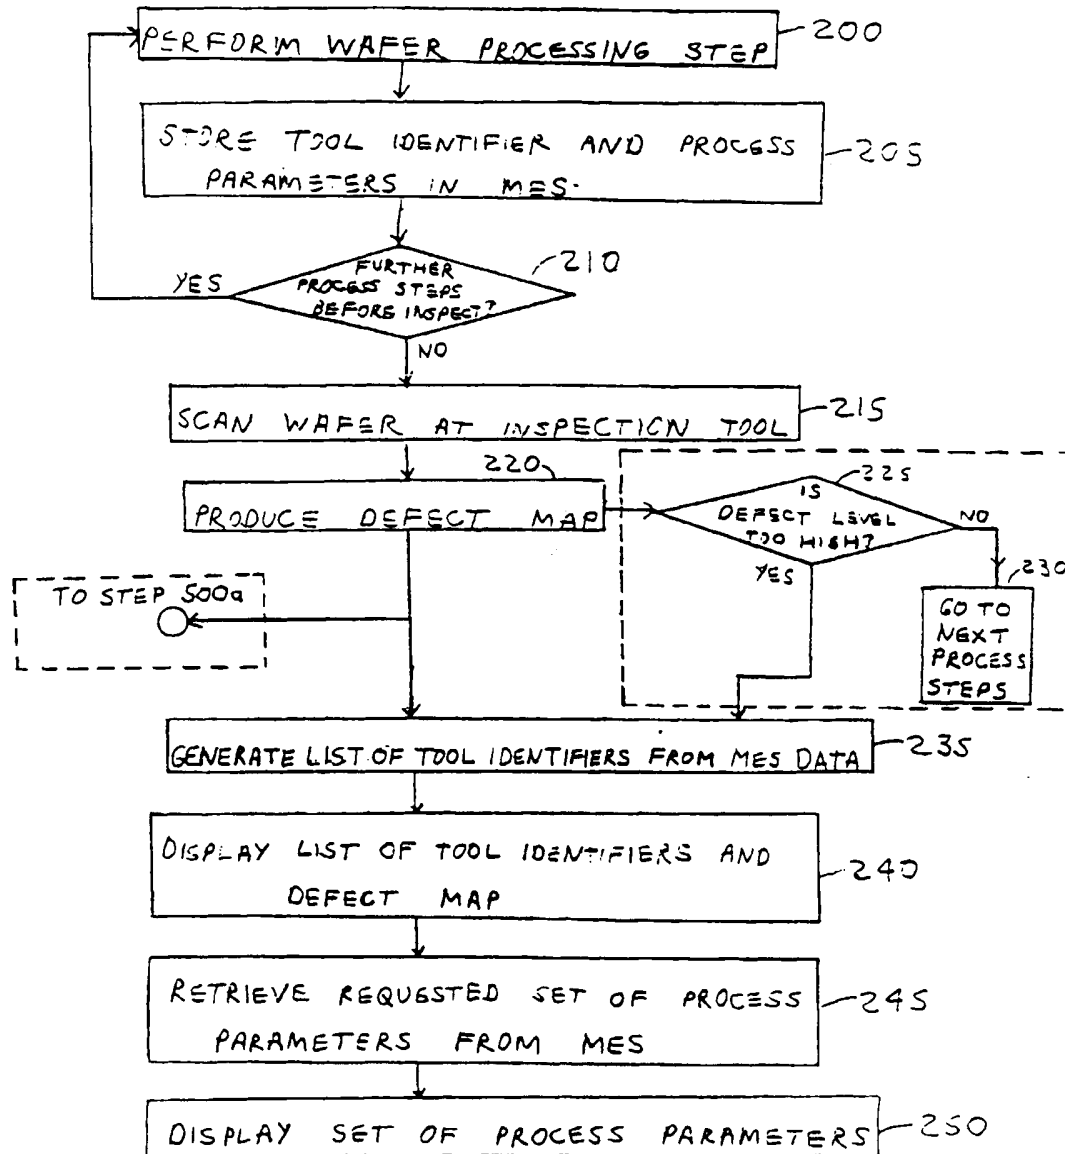 PERFORM WAFER PROCESSING STEP
200
STORE TOOL IDENTIFIER AND PROCESS
PARAMETERS IN MES.
205
FURTHER
PROCESS STEPS
BEFORE INSPECT?
210
YES
NO
SCAN WAFER AT INSPECTION TOOL
215
220
PRODUCE DEFECT MAP
225
IS
DEFECT LEVEL
TOO HIGH?
NO
YES
230
GO TO
NEXT
PROCESS
STEPS
TO STEP 500a
GENERATE LIST OF TOOL IDENTIFIERS FROM MES DATA
235
DISPLAY LIST OF TOOL IDENTIFIERS AND
DEFECT MAP
240
RETRIEVE REQUESTED SET OF PROCESS
PARAMETERS FROM MES
245
DISPLAY SET OF PROCESS PARAMETERS
250